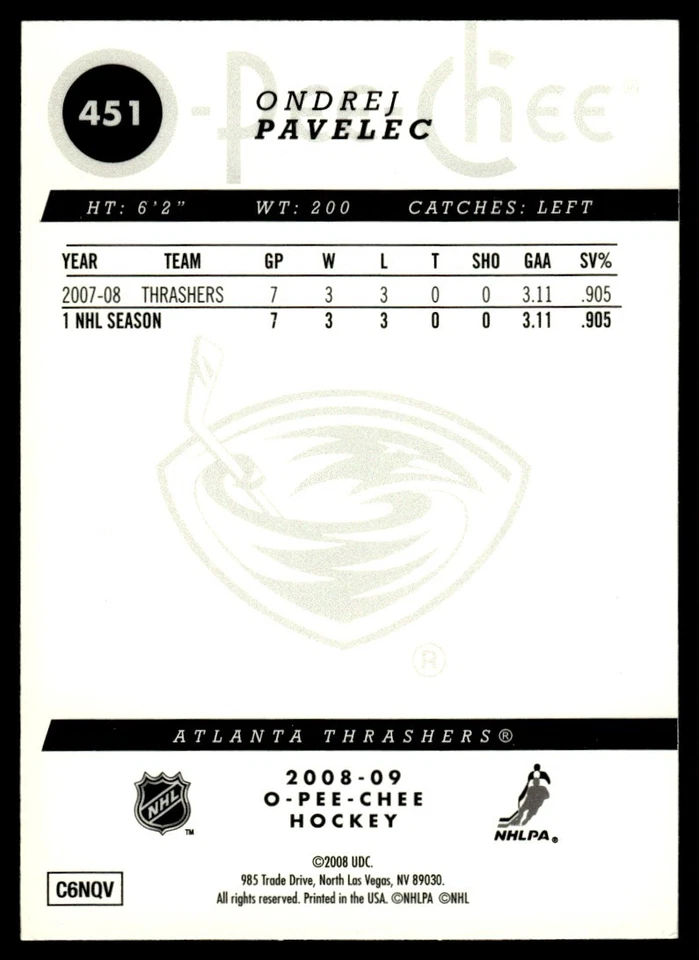 O-Pee-Chee®
451
ONDREJ
PAVELEC
HT: 6'2" WT: 200 CATCHES: LEFT
YEAR TEAM GP W L T SHO GAA SV%
2007-08 THRASHERS 7 3 3 0 0 3.11 .905
1 NHL SEASON 7 3 3 0 0 3.11 .905
®
ATLANTA THRASHERS®
2008-09
O-PEE-CHEE
HOCKEY
NHL ™
NHLPA®
©2008 UDC.
985 Trade Drive, North Las Vegas, NV 89030.
All rights reserved. Printed in the USA. ©NHLPA ©NHL
C6NQV